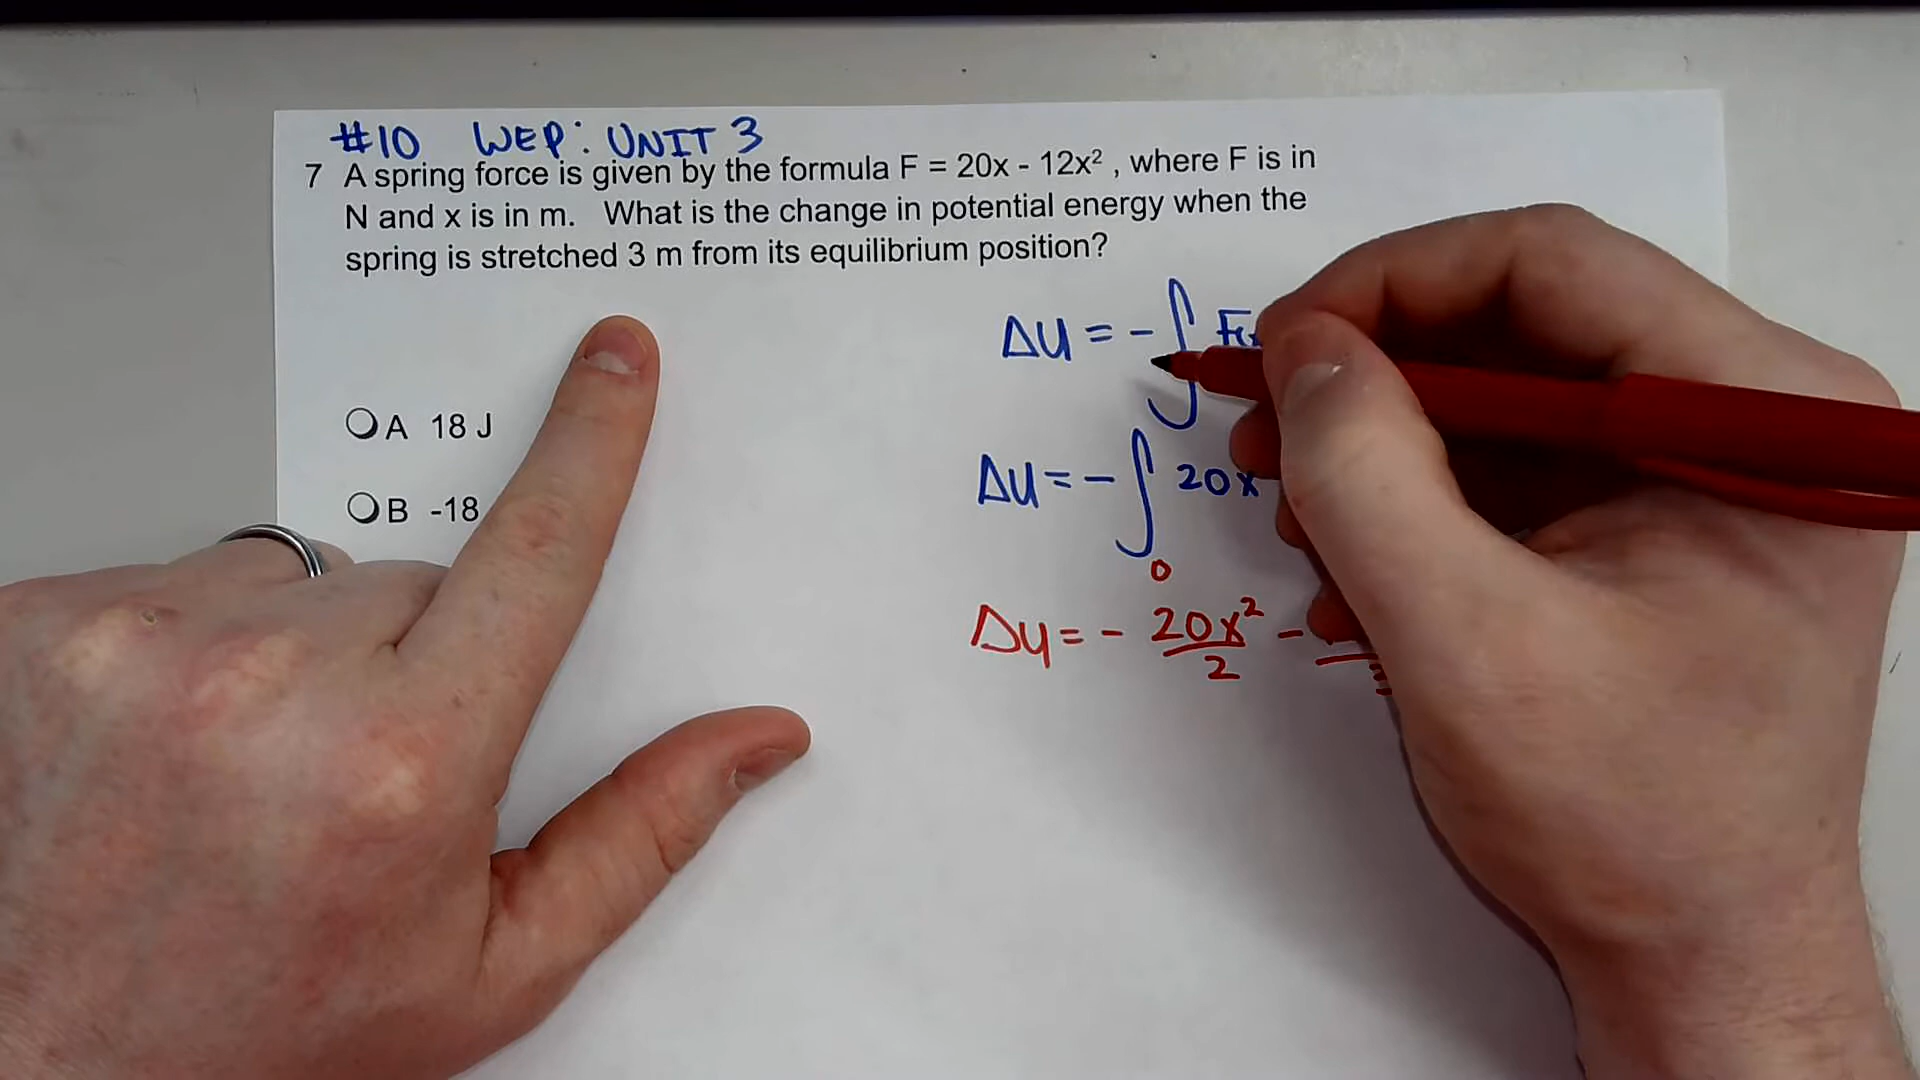 #10 WEP: UNIT 3
7 A spring force is given by the formula F = 20x - 12x² , where F is in
N and x is in m. What is the change in potential energy when the
spring is stretched 3 m from its equilibrium position?
ΔU = - ∫
A 18 J
ΔU = - ∫ 20x
B -18
0
ΔU = - 20x²/2 -